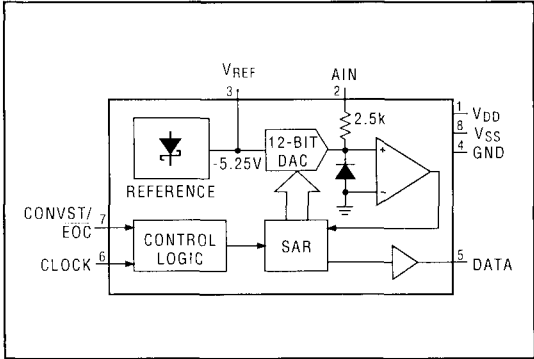 VREF
3
AIN
2
2.5k
1 VDD
8 VSS
4 GND
12-BIT
DAC
-5.25V
REFERENCE
+
−
CONVST/
EOC
7
CONTROL
LOGIC
SAR
CLOCK
6
5
DATA